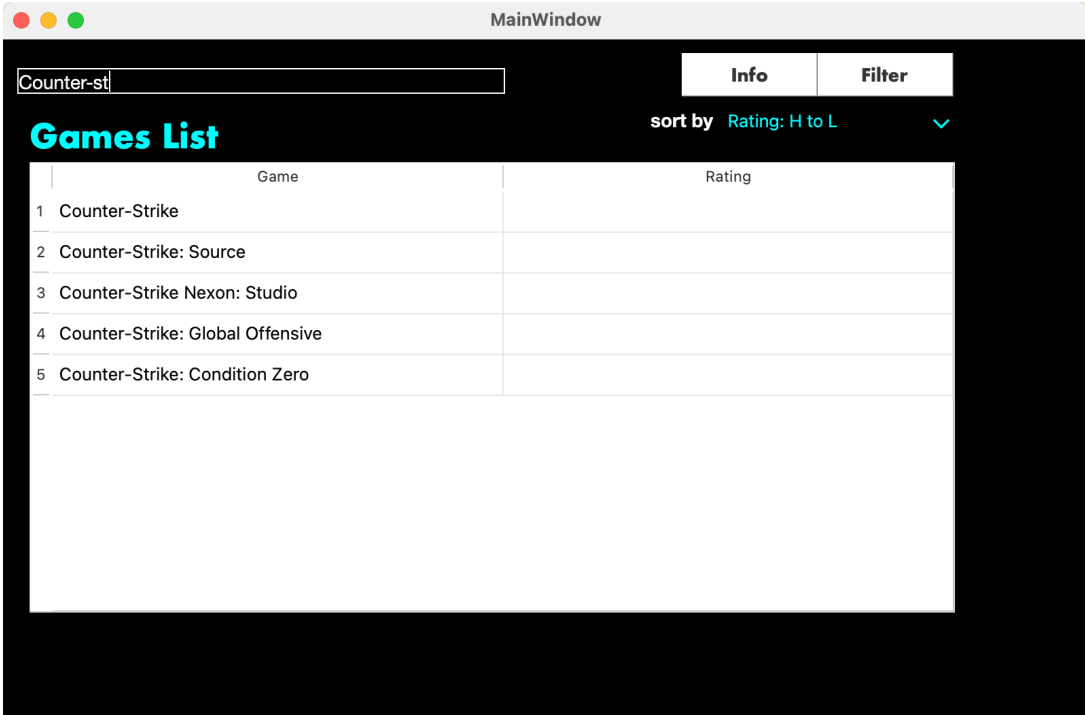 MainWindow
Counter-st
Info Filter
sort by Rating: H to L
Games List
Game Rating
1 Counter-Strike
2 Counter-Strike: Source
3 Counter-Strike Nexon: Studio
4 Counter-Strike: Global Offensive
5 Counter-Strike: Condition Zero